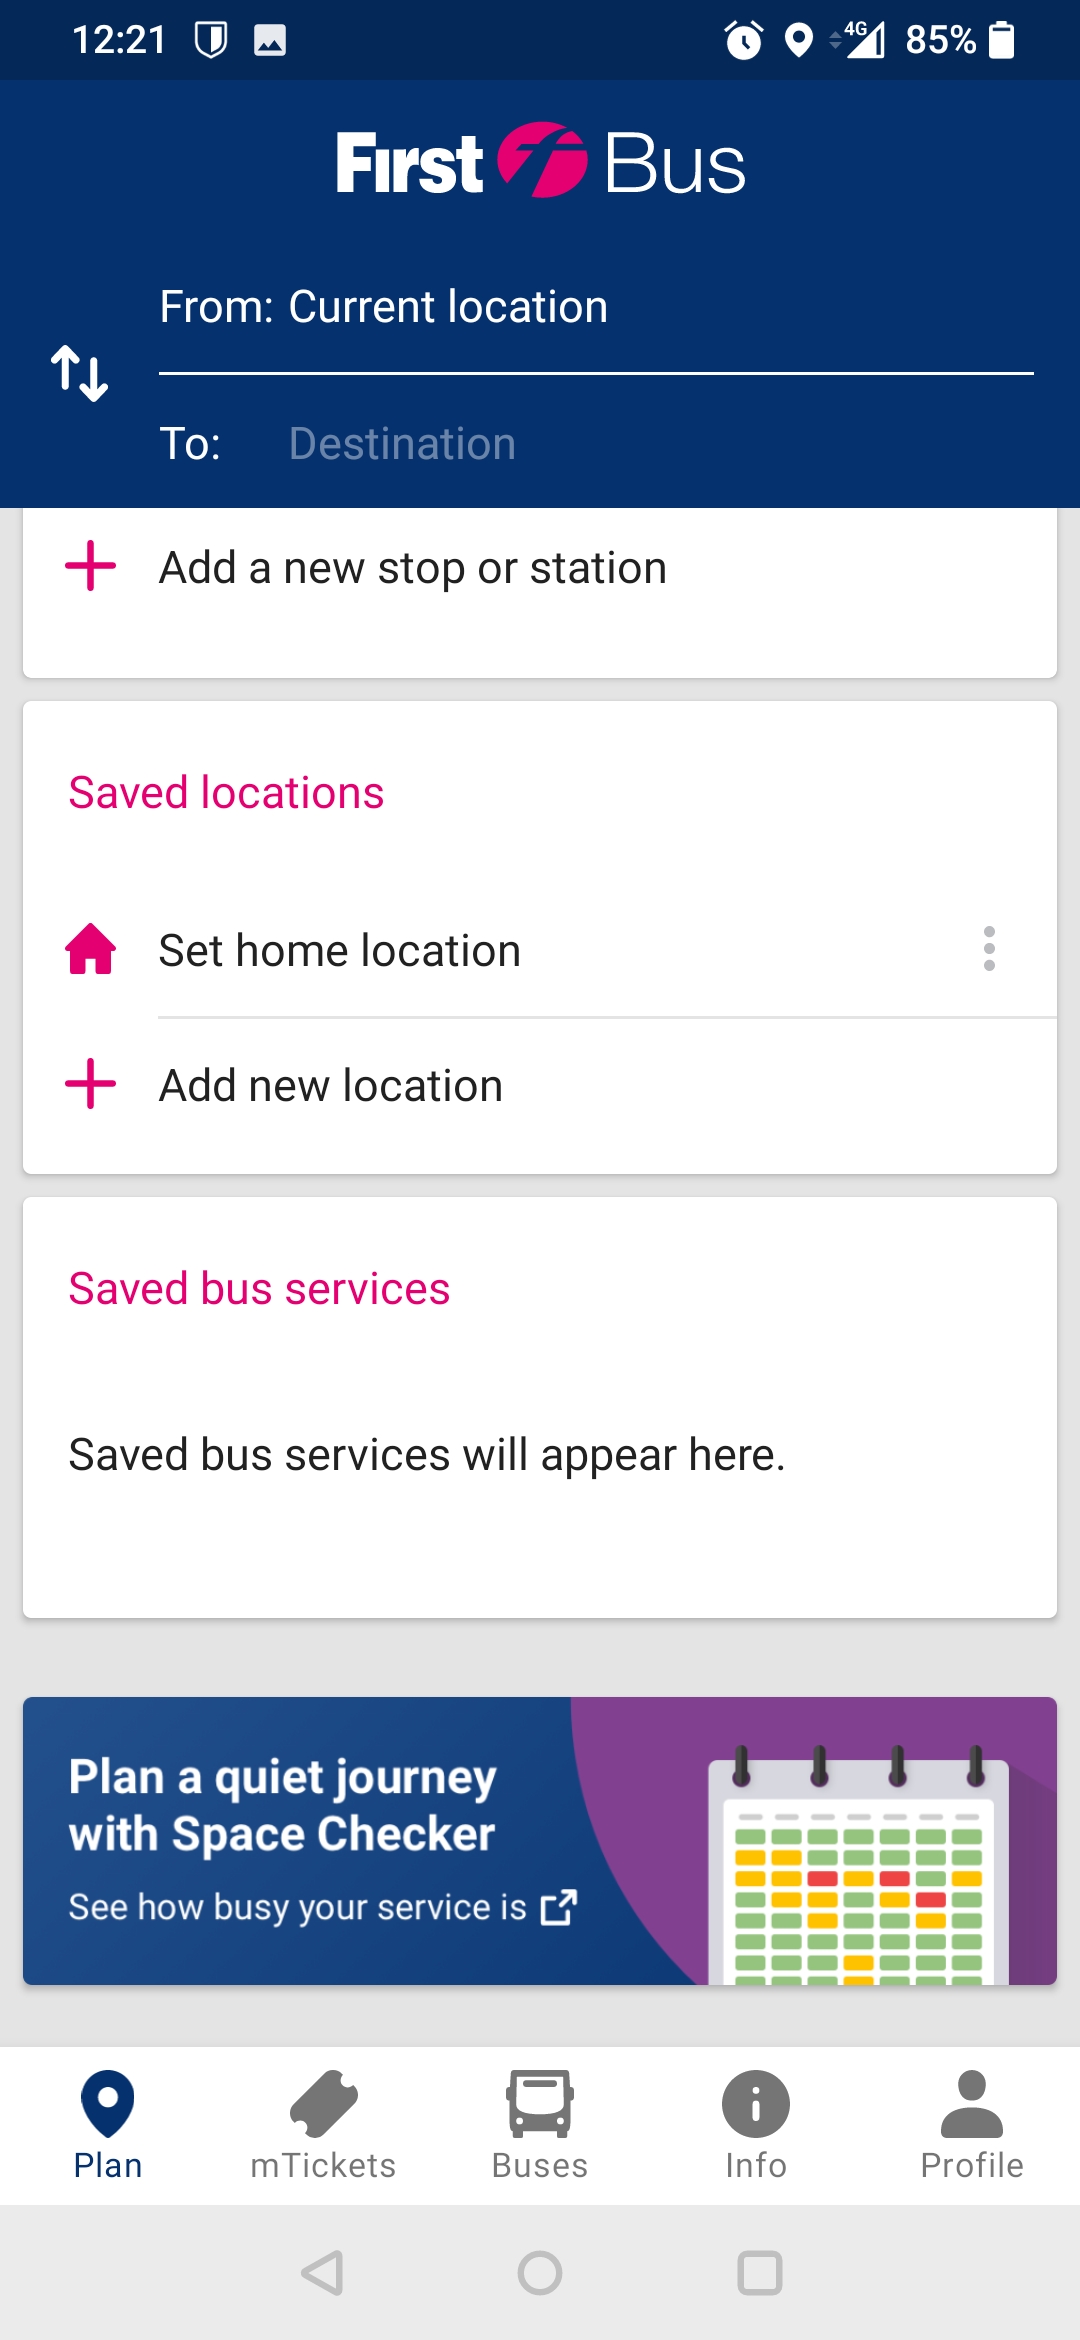 12:21
4G 85%
First Bus
From: Current location
To: Destination
Add a new stop or station
Saved locations
Set home location
Add new location
Saved bus services
Saved bus services will appear here.
Plan a quiet journey
with Space Checker
See how busy your service is
Plan mTickets Buses Info Profile